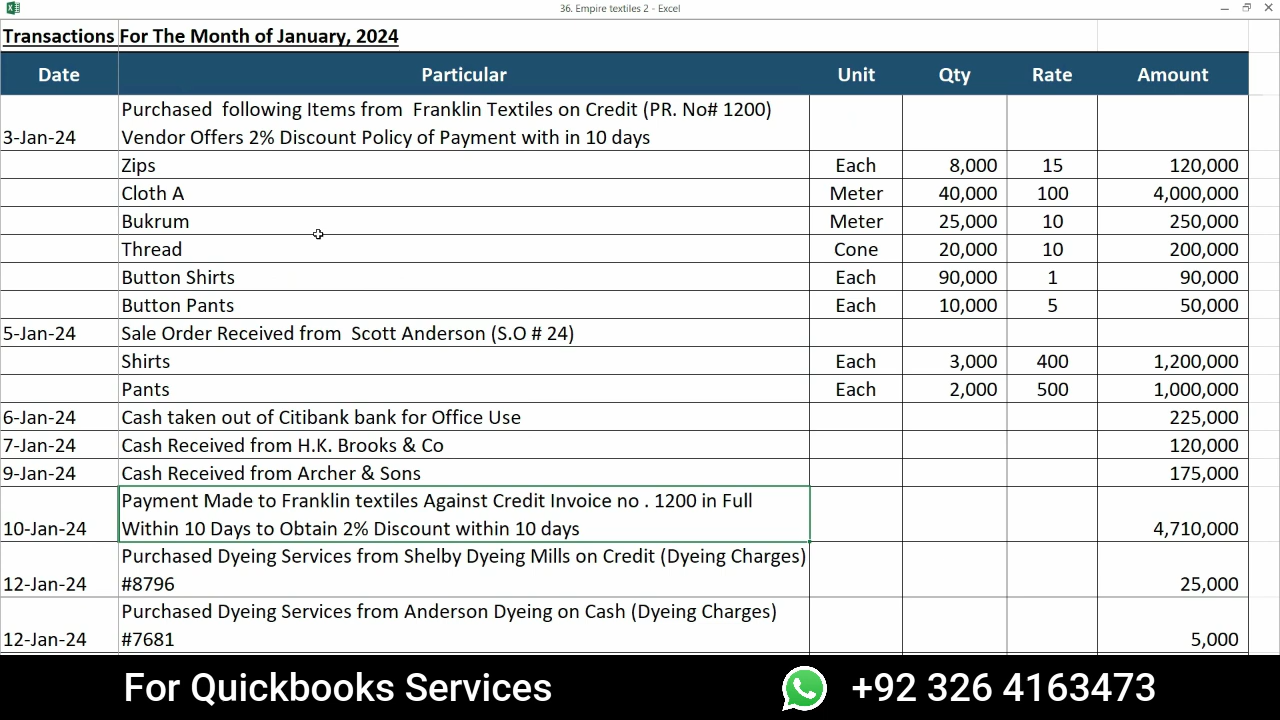 36. Empire textiles 2 - Excel
Transactions For The Month of January, 2024
Date Particular Unit Qty Rate Amount
Purchased following Items from Franklin Textiles on Credit (PR. No# 1200)
3-Jan-24 Vendor Offers 2% Discount Policy of Payment with in 10 days
Zips Each 8,000 15 120,000
Cloth A Meter 40,000 100 4,000,000
Bukrum Meter 25,000 10 250,000
Thread Cone 20,000 10 200,000
Button Shirts Each 90,000 1 90,000
Button Pants Each 10,000 5 50,000
5-Jan-24 Sale Order Received from Scott Anderson (S.O # 24)
Shirts Each 3,000 400 1,200,000
Pants Each 2,000 500 1,000,000
6-Jan-24 Cash taken out of Citibank bank for Office Use 225,000
7-Jan-24 Cash Received from H.K. Brooks & Co 120,000
9-Jan-24 Cash Received from Archer & Sons 175,000
Payment Made to Franklin textiles Against Credit Invoice no . 1200 in Full
10-Jan-24 Within 10 Days to Obtain 2% Discount within 10 days 4,710,000
Purchased Dyeing Services from Shelby Dyeing Mills on Credit (Dyeing Charges)
12-Jan-24 #8796 25,000
Purchased Dyeing Services from Anderson Dyeing on Cash (Dyeing Charges)
12-Jan-24 #7681 5,000
For Quickbooks Services +92 326 4163473